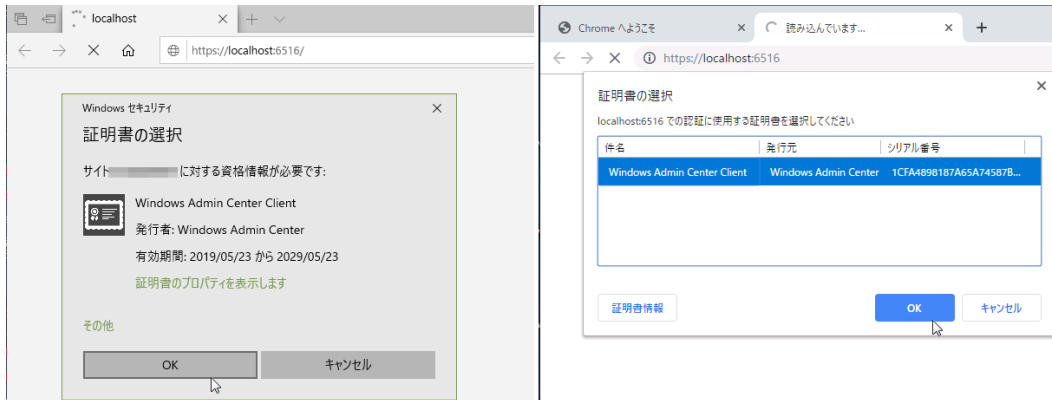 localhost
https://localhost:6516/
Windows セキュリティ
証明書の選択
サイト に対する資格情報が必要です:
Windows Admin Center Client
発行者: Windows Admin Center
有効期間: 2019/05/23 から 2029/05/23
証明書のプロパティを表示します
その他
OK
キャンセル
Chrome へようこそ
読み込んでいます...
https://localhost:6516
証明書の選択
localhost:6516 での認証に使用する証明書を選択してください
件名 発行元 シリアル番号
Windows Admin Center Client Windows Admin Center 1CFA4898187A65A74587B...
証明書情報
OK
キャンセル